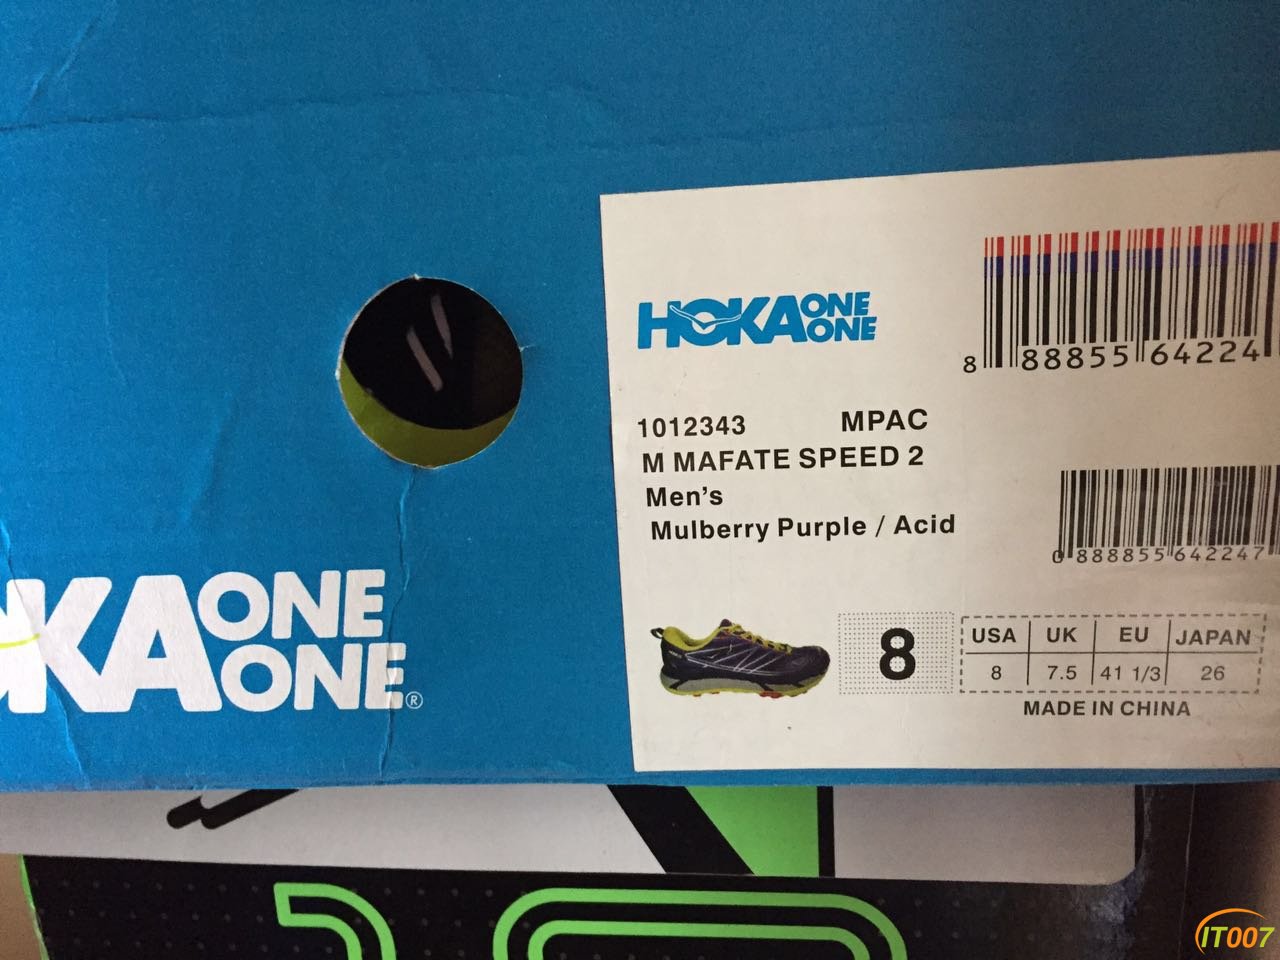 HOKA ONE ONE
8 88855 64224
1012343 MPAC
M MAFATE SPEED 2
Men's
Mulberry Purple / Acid
0 888855 642247
8
USA UK EU JAPAN
8 7.5 41 1/3 26
MADE IN CHINA
KA ONE ONE®
IT007